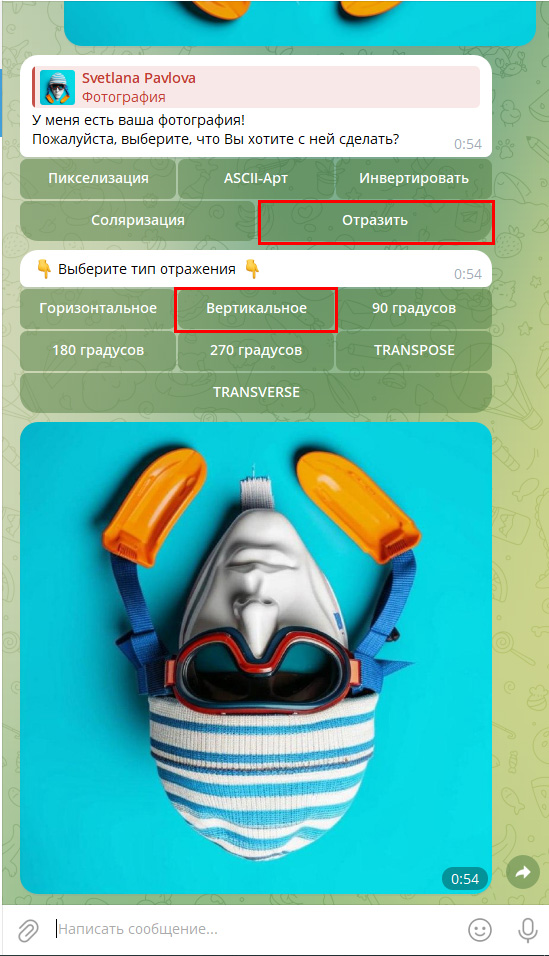 Svetlana Pavlova
Фотография
У меня есть ваша фотография!
Пожалуйста, выберите, что Вы хотите с ней сделать?
0:54
Пикселизация
ASCII-Арт
Инвертировать
Соляризация
Отразить
👇 Выберите тип отражения 👇
0:54
Горизонтальное
Вертикальное
90 градусов
180 градусов
270 градусов
TRANSPOSE
TRANSVERSE
0:54
Написать сообщение...